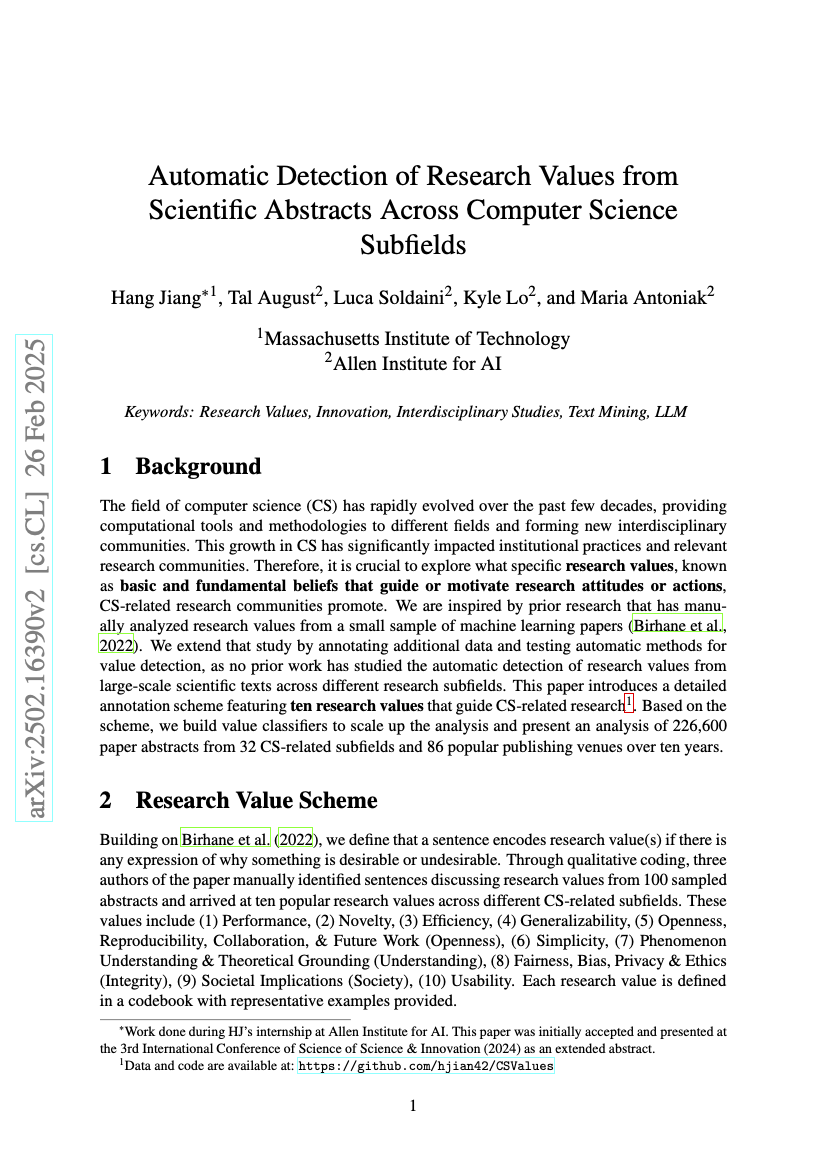 Automatic Detection of Research Values from
Scientific Abstracts Across Computer Science
Subfields
Hang Jiang∗1, Tal August2, Luca Soldaini2, Kyle Lo2, and Maria Antoniak2
1Massachusetts Institute of Technology
2Allen Institute for AI
Keywords: Research Values, Innovation, Interdisciplinary Studies, Text Mining, LLM
1 Background
The field of computer science (CS) has rapidly evolved over the past few decades, providing
computational tools and methodologies to different fields and forming new interdisciplinary
communities. This growth in CS has significantly impacted institutional practices and relevant
research communities. Therefore, it is crucial to explore what specific research values, known
as basic and fundamental beliefs that guide or motivate research attitudes or actions,
CS-related research communities promote. We are inspired by prior research that has manu-
ally analyzed research values from a small sample of machine learning papers (Birhane et al.,
2022). We extend that study by annotating additional data and testing automatic methods for
value detection, as no prior work has studied the automatic detection of research values from
large-scale scientific texts across different research subfields. This paper introduces a detailed
annotation scheme featuring ten research values that guide CS-related research1. Based on the
scheme, we build value classifiers to scale up the analysis and present an analysis of 226,600
paper abstracts from 32 CS-related subfields and 86 popular publishing venues over ten years.
2 Research Value Scheme
Building on Birhane et al. (2022), we define that a sentence encodes research value(s) if there is
any expression of why something is desirable or undesirable. Through qualitative coding, three
authors of the paper manually identified sentences discussing research values from 100 sampled
abstracts and arrived at ten popular research values across different CS-related subfields. These
values include (1) Performance, (2) Novelty, (3) Efficiency, (4) Generalizability, (5) Openness,
Reproducibility, Collaboration, & Future Work (Openness), (6) Simplicity, (7) Phenomenon
Understanding & Theoretical Grounding (Understanding), (8) Fairness, Bias, Privacy & Ethics
(Integrity), (9) Societal Implications (Society), (10) Usability. Each research value is defined
in a codebook with representative examples provided.
∗Work done during HJ's internship at Allen Institute for AI. This paper was initially accepted and presented at
the 3rd International Conference of Science of Science & Innovation (2024) as an extended abstract.
1Data and code are available at: https://github.com/hjian42/CSValues
1
arXiv:2502.16390v2 [cs.CL] 26 Feb 2025